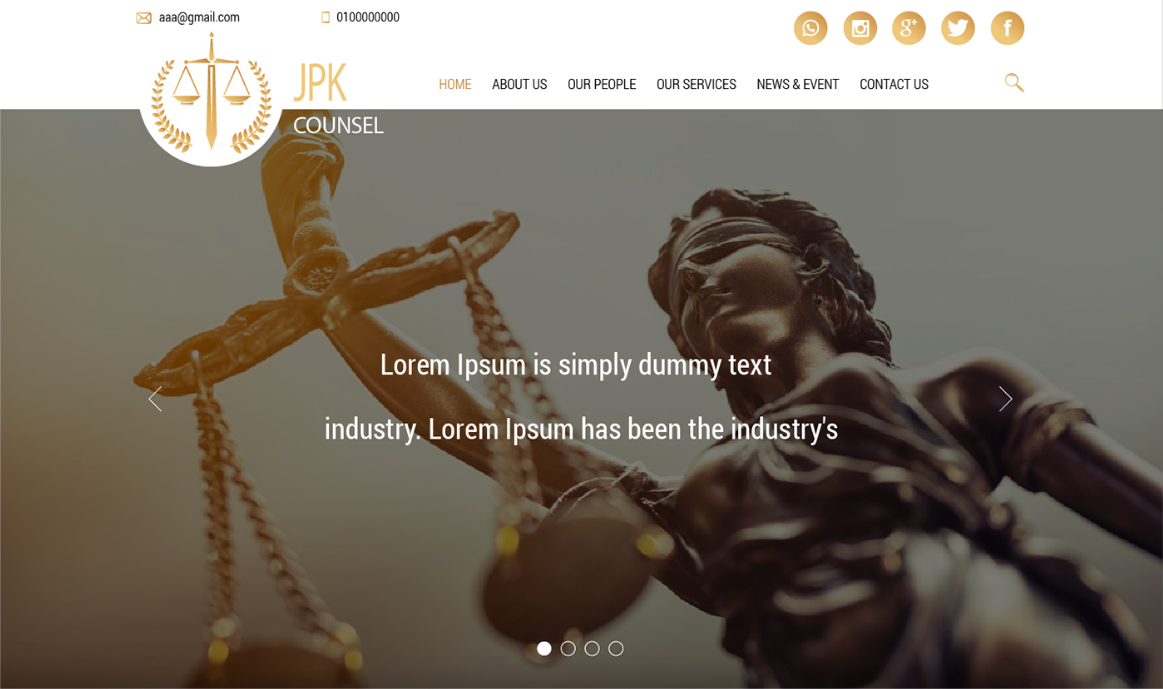 aaa@gmail.com
0100000000
JPK
COUNSEL
HOME
ABOUT US
OUR PEOPLE
OUR SERVICES
NEWS & EVENT
CONTACT US
Lorem Ipsum is simply dummy text
industry. Lorem Ipsum has been the industry's